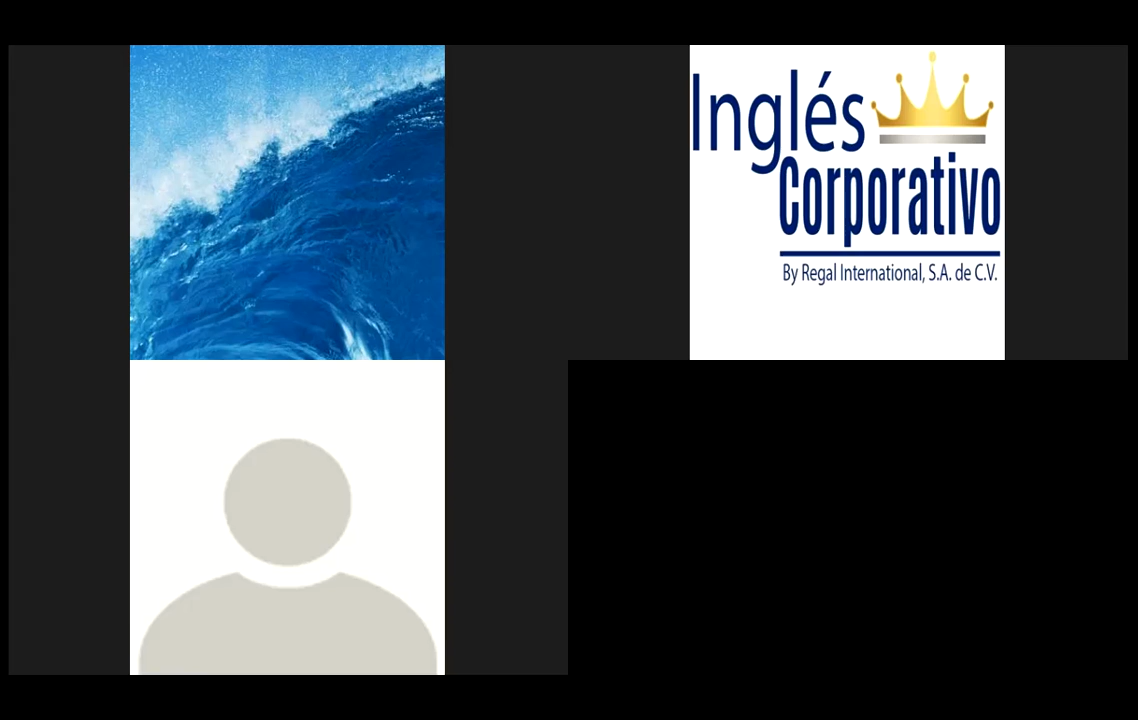 Inglés
Corporativo
By Regal International, S.A. de C.V.